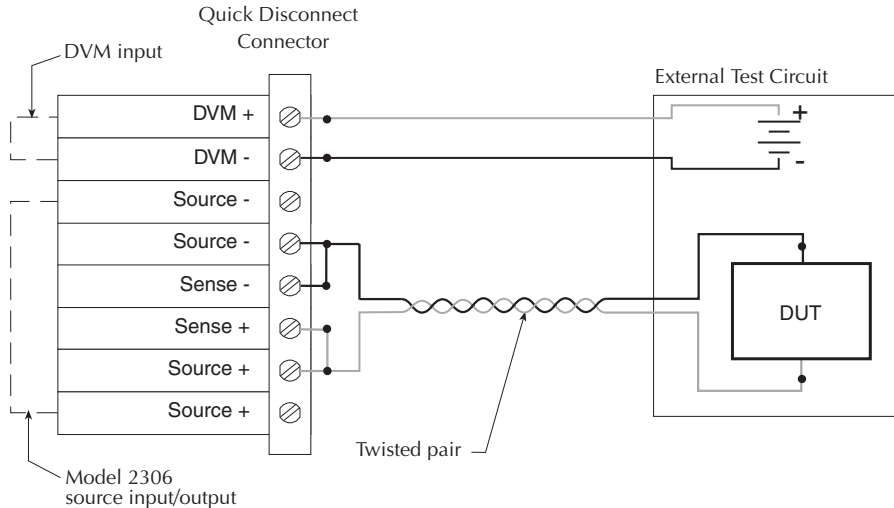 Quick Disconnect
Connector
DVM input
External Test Circuit
DVM +
DVM -
Source -
Source -
Sense -
Sense +
Source +
Source +
+
-
DUT
Twisted pair
Model 2306
source input/output